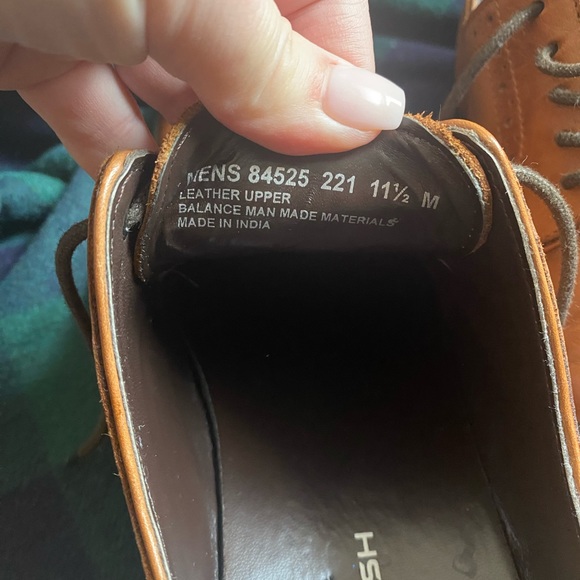 MENS 84525 221 11½ M
LEATHER UPPER
BALANCE MAN MADE MATERIALS
MADE IN INDIA